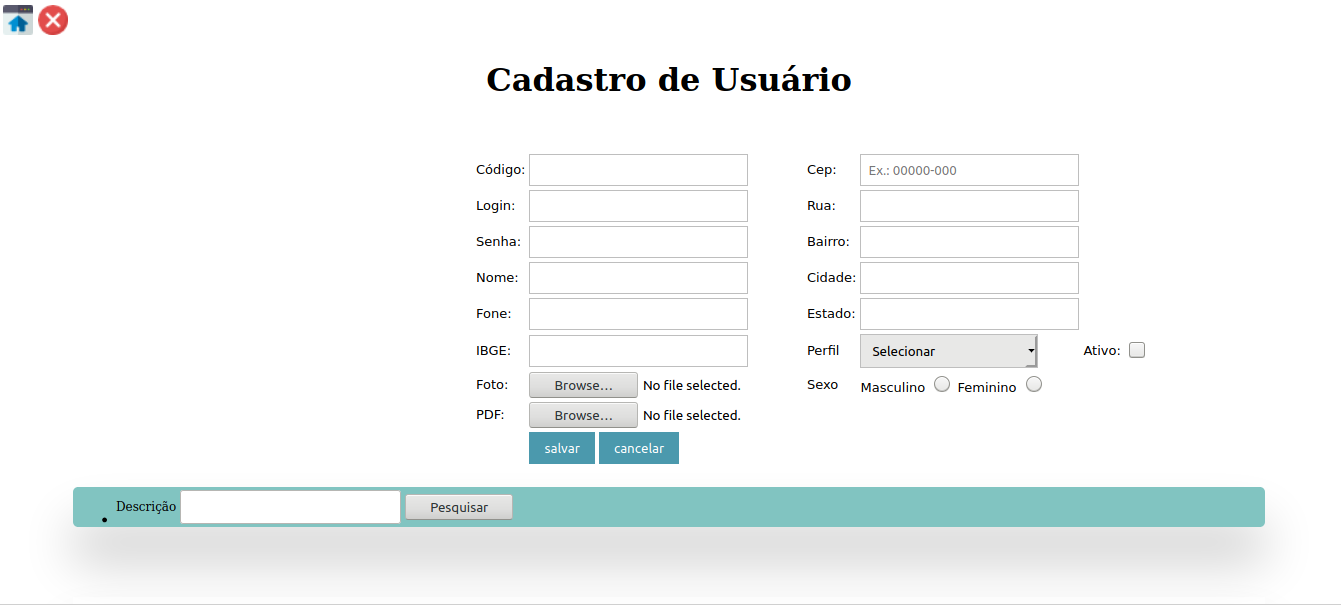 Cadastro de Usuário
Código: Cep: Ex.: 00000-000
Login: Rua:
Senha: Bairro:
Nome: Cidade:
Fone: Estado:
IBGE: Perfil Selecionar Ativo:
Foto: Browse... No file selected. Sexo Masculino Feminino
PDF: Browse... No file selected.
salvar cancelar
Descrição Pesquisar